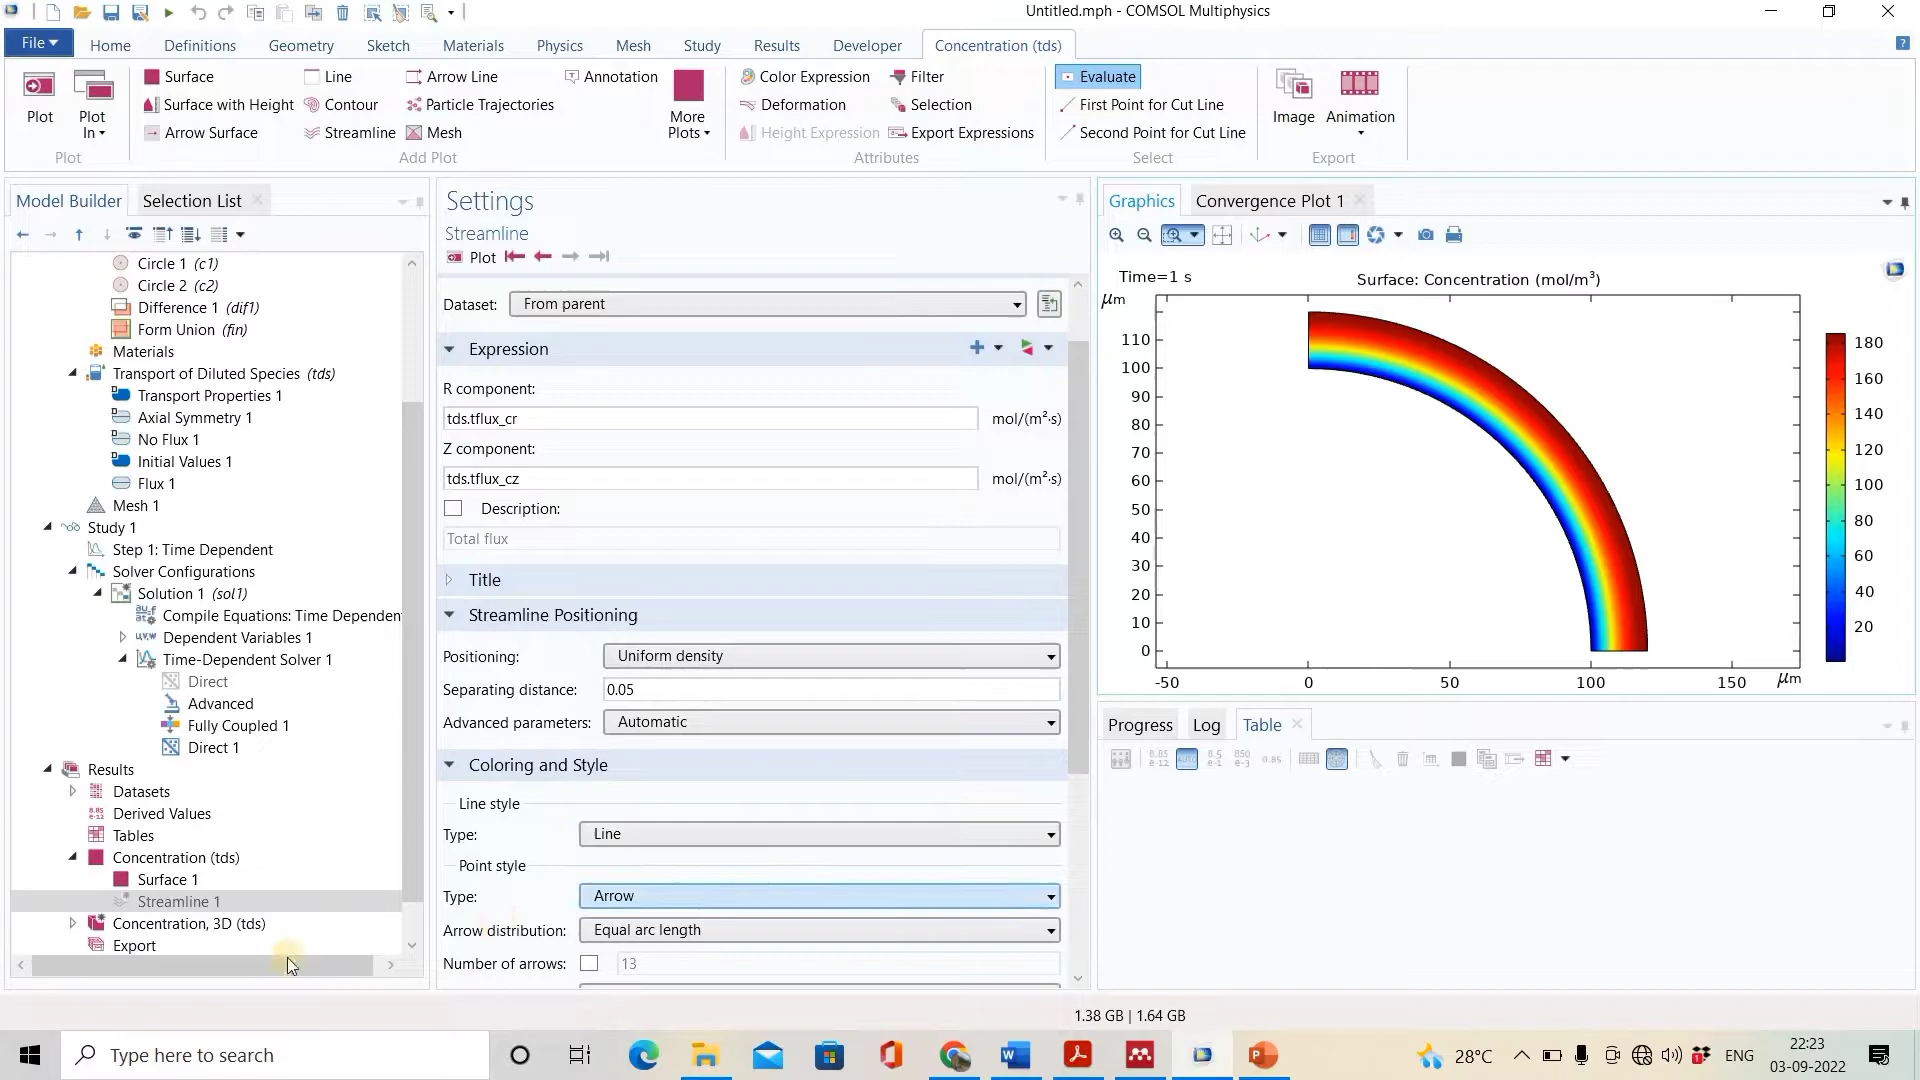 Untitled.mph - COMSOL Multiphysics
File Home Definitions Geometry Sketch Materials Physics Mesh Study Results Developer Concentration (tds)
Plot
Plot In
Plot
Surface
Surface with Height
Arrow Surface
Line
Contour
Streamline
Arrow Line
Particle Trajectories
Mesh
Annotation
More Plots
Add Plot
Color Expression
Deformation
Height Expression
Filter
Selection
Export Expressions
Attributes
Evaluate
First Point for Cut Line
Second Point for Cut Line
Select
Image
Animation
Export
Model Builder Selection List
Circle 1 (c1)
Circle 2 (c2)
Difference 1 (dif1)
Form Union (fin)
Materials
Transport of Diluted Species (tds)
Transport Properties 1
Axial Symmetry 1
No Flux 1
Initial Values 1
Flux 1
Mesh 1
Study 1
Step 1: Time Dependent
Solver Configurations
Solution 1 (sol1)
Compile Equations: Time Dependen
Dependent Variables 1
Time-Dependent Solver 1
Direct
Advanced
Fully Coupled 1
Direct 1
Results
Datasets
Derived Values
Tables
Concentration (tds)
Surface 1
Streamline 1
Concentration, 3D (tds)
Export
Settings
Streamline
Plot
Dataset: From parent
Expression
R component:
tds.tflux_cr mol/(m²·s)
Z component:
tds.tflux_cz mol/(m²·s)
Description:
Total flux
Title
Streamline Positioning
Positioning: Uniform density
Separating distance: 0.05
Advanced parameters: Automatic
Coloring and Style
Line style
Type: Line
Point style
Type: Arrow
Arrow distribution: Equal arc length
Number of arrows: 13
Graphics Convergence Plot 1
Time=1 s Surface: Concentration (mol/m³)
µm
110
100
90
80
70
60
50
40
30
20
10
0
-50 0 50 100 150 µm
180
160
140
120
100
80
60
40
20
Progress Log Table
8.85 e-12 AUTO 8.5 e-1 850 e-3 0.85
1.38 GB | 1.64 GB
Type here to search
28°C ENG
22:23
03-09-2022